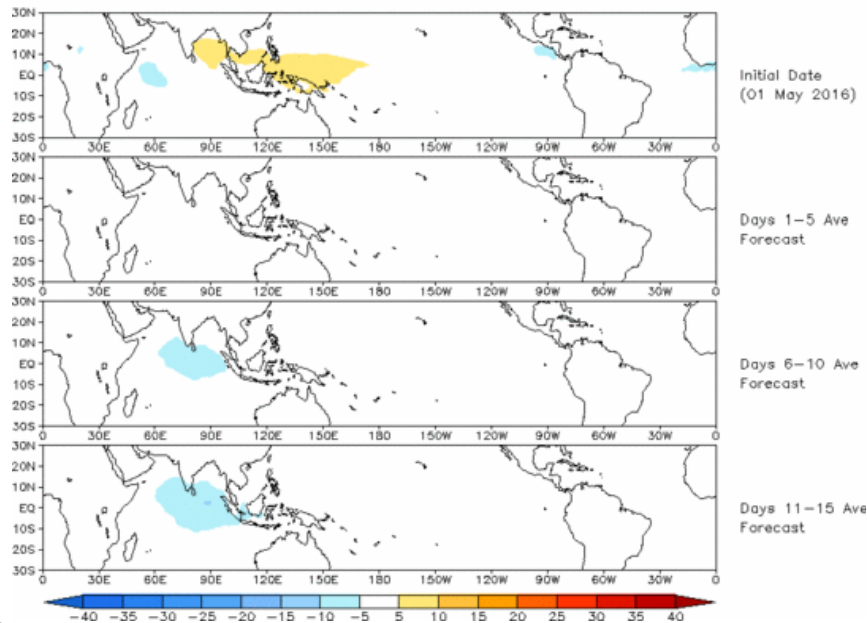 30N
20N
10N
EQ
10S
20S
30S
0 30E 60E 90E 120E 150E 180 150W 120W 90W 60W 30W 0
Initial Date
(01 May 2016)
30N
20N
10N
EQ
10S
20S
30S
0 30E 60E 90E 120E 150E 180 150W 120W 90W 60W 30W 0
Days 1-5 Ave
Forecast
30N
20N
10N
EQ
10S
20S
30S
0 30E 60E 90E 120E 150E 180 150W 120W 90W 60W 30W 0
Days 6-10 Ave
Forecast
30N
20N
10N
EQ
10S
20S
30S
0 30E 60E 90E 120E 150E 180 150W 120W 90W 60W 30W 0
Days 11-15 Ave
Forecast
-40 -35 -30 -25 -20 -15 -10 -5 5 10 15 20 25 30 35 40